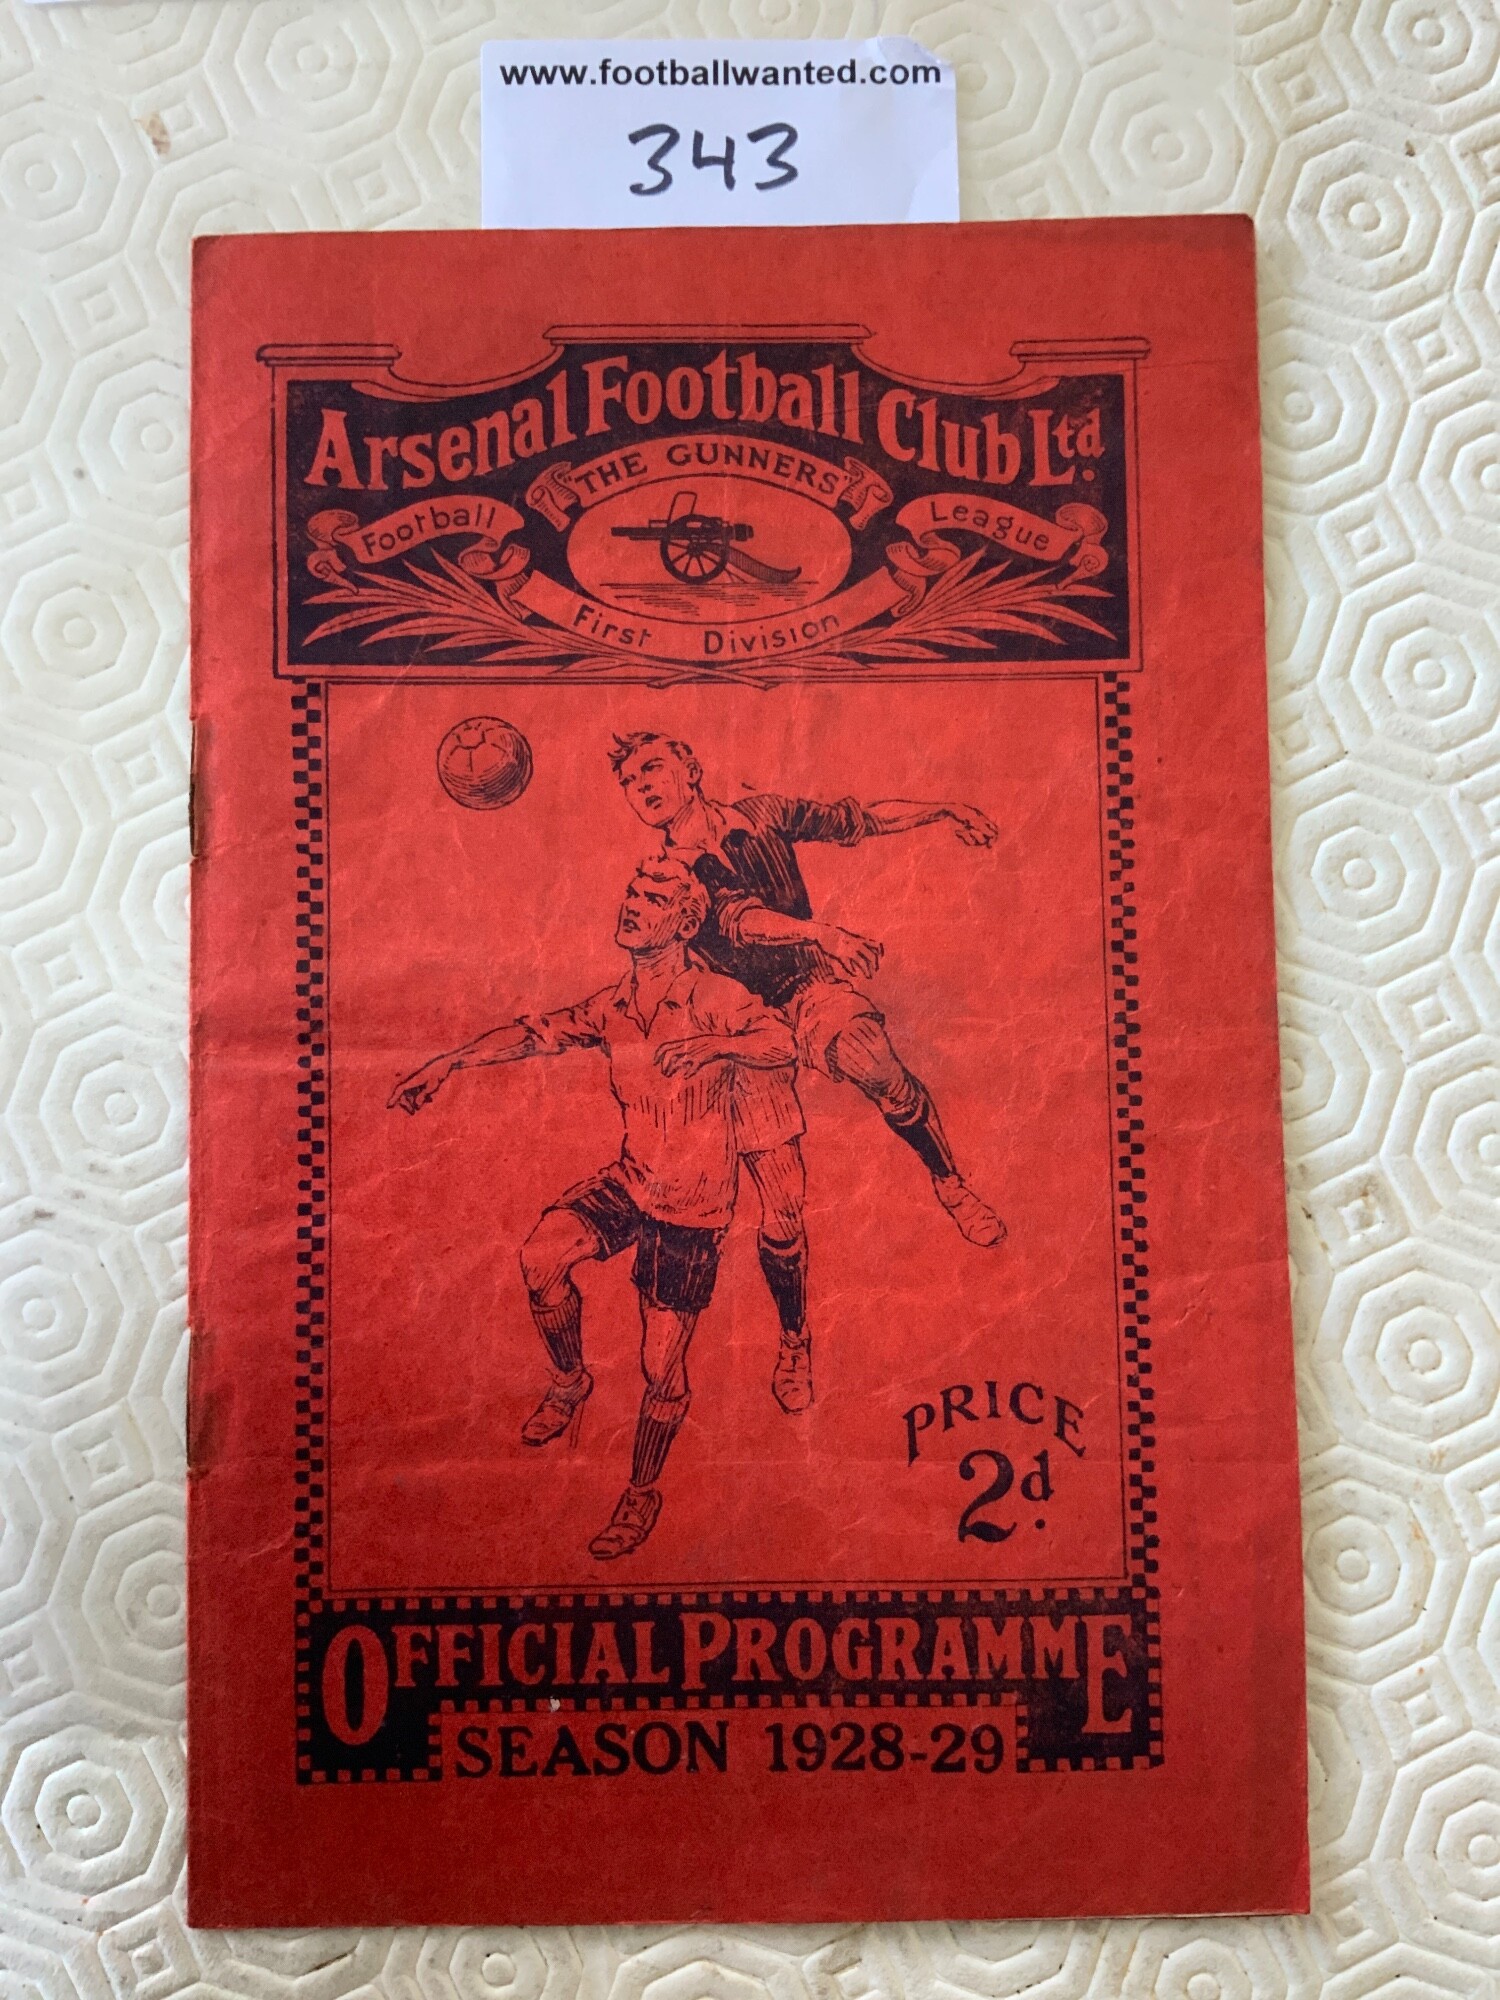 www.footballwanted.com
343
Arsenal Football Club Ltd.
"THE GUNNERS"
Football League
First Division
PRICE
2d.
OFFICIAL PROGRAMME
SEASON 1928-29